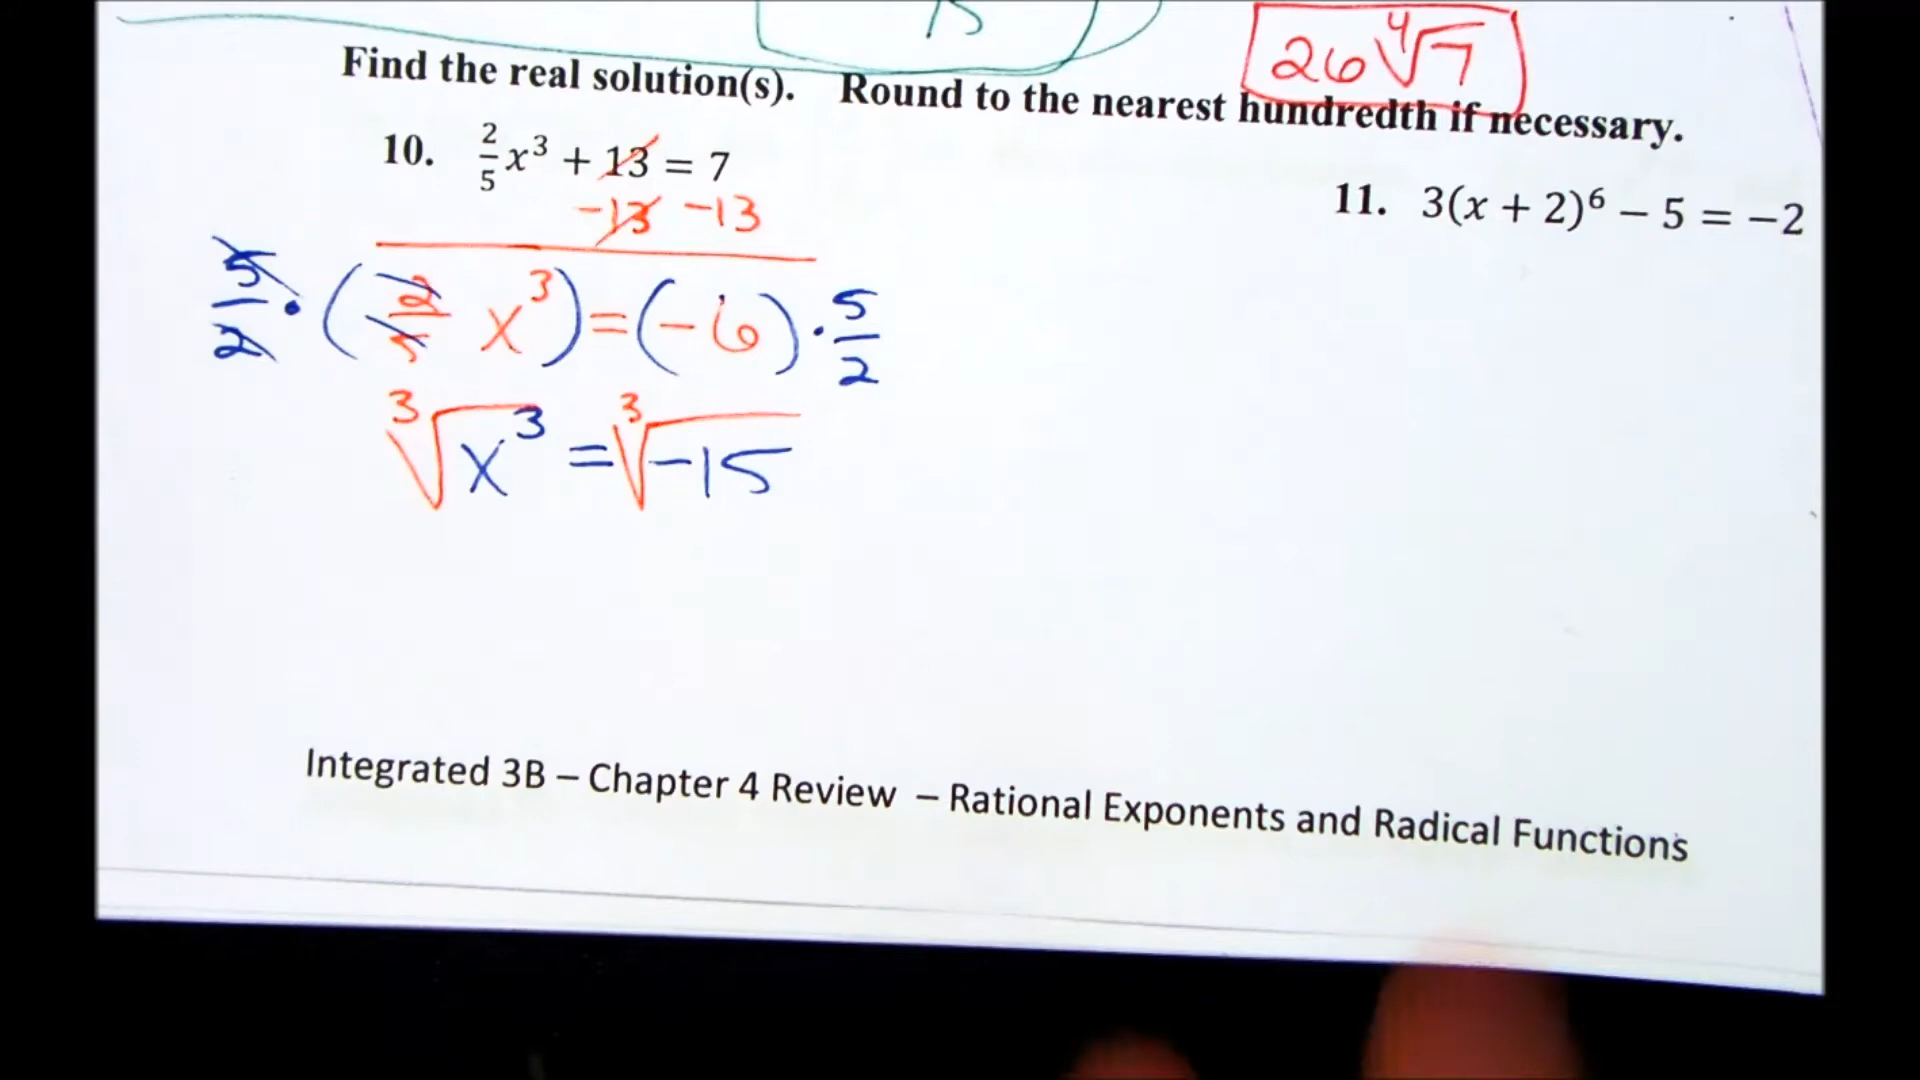 26∜7
Find the real solution(s). Round to the nearest hundredth if necessary.
10. 2/5 x³ + 13 = 7
-13 -13
5/2 · (2/5 x³) = (-6) · 5/2
∛x³ = ∛-15
11. 3(x + 2)⁶ − 5 = −2
Integrated 3B – Chapter 4 Review – Rational Exponents and Radical Functions